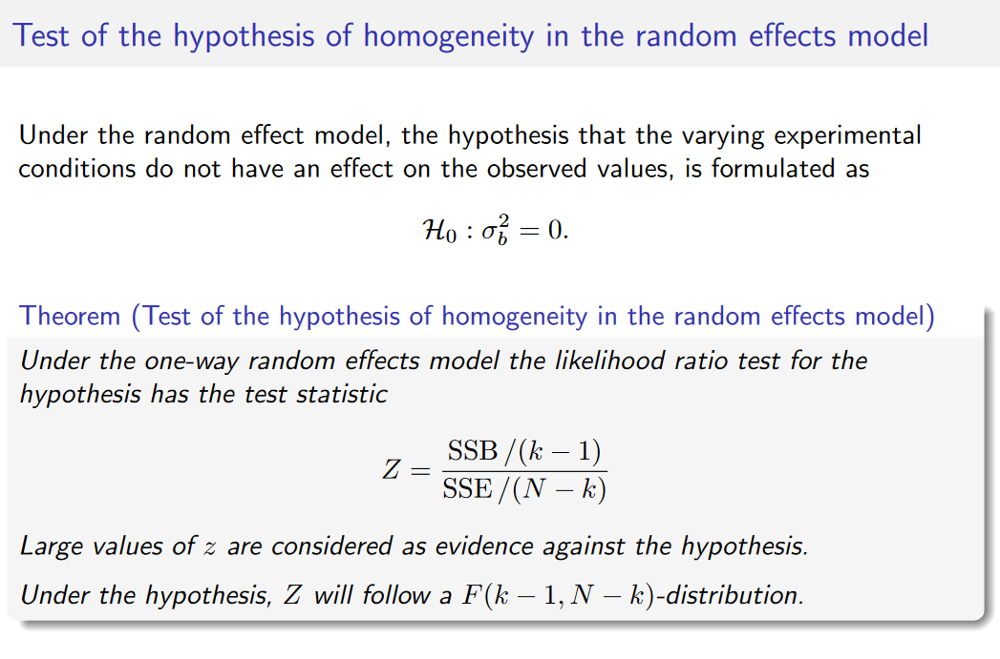 Test of the hypothesis of homogeneity in the random effects model
Under the random effect model, the hypothesis that the varying experimental
conditions do not have an effect on the observed values, is formulated as
$\mathcal{H}_0 : \sigma_b^2 = 0.$
Theorem (Test of the hypothesis of homogeneity in the random effects model)
Under the one-way random effects model the likelihood ratio test for the
hypothesis has the test statistic
$Z = \frac{\mathrm{SSB}/(k-1)}{\mathrm{SSE}/(N-k)}$
Large values of $z$ are considered as evidence against the hypothesis.
Under the hypothesis, $Z$ will follow a $F(k-1, N-k)$-distribution.